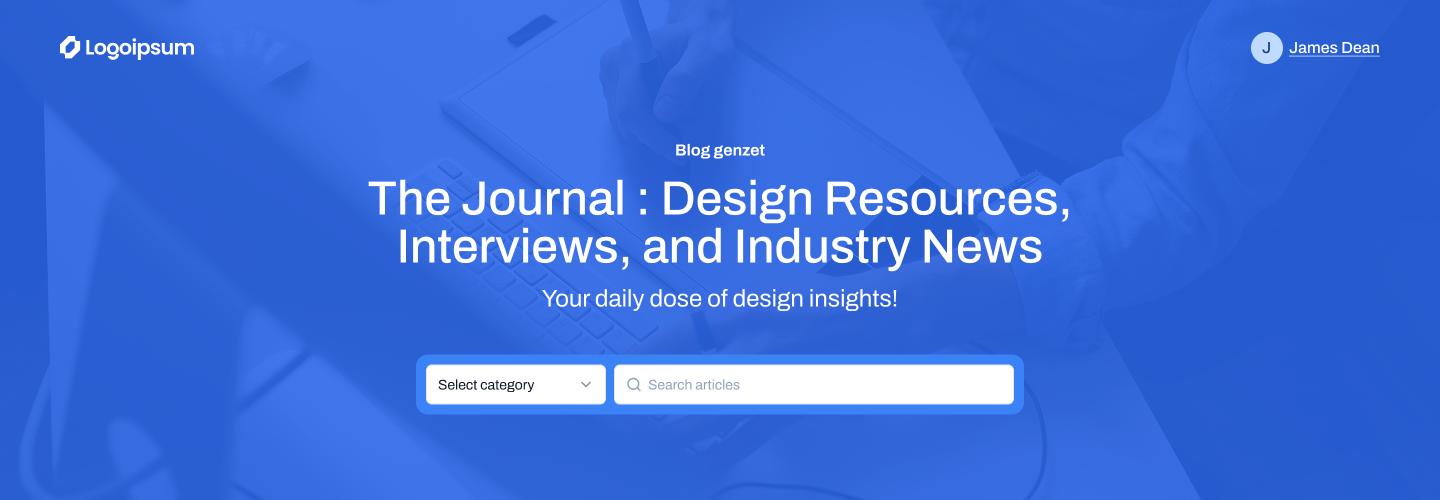 Logoipsum
J James Dean
Blog genzet
The Journal : Design Resources,
Interviews, and Industry News
Your daily dose of design insights!
Select category
Search articles